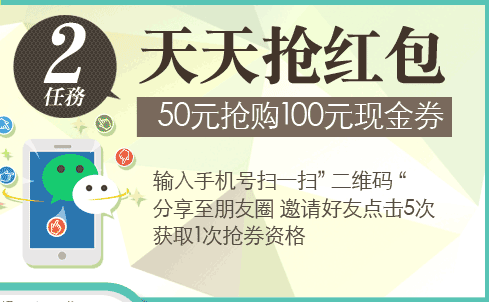 2
任務
天天抢红包
50元抢购100元现金券
输入手机号扫一扫” 二维码 “
分享至朋友圈 邀请好友点击5次
获取1次抢券资格